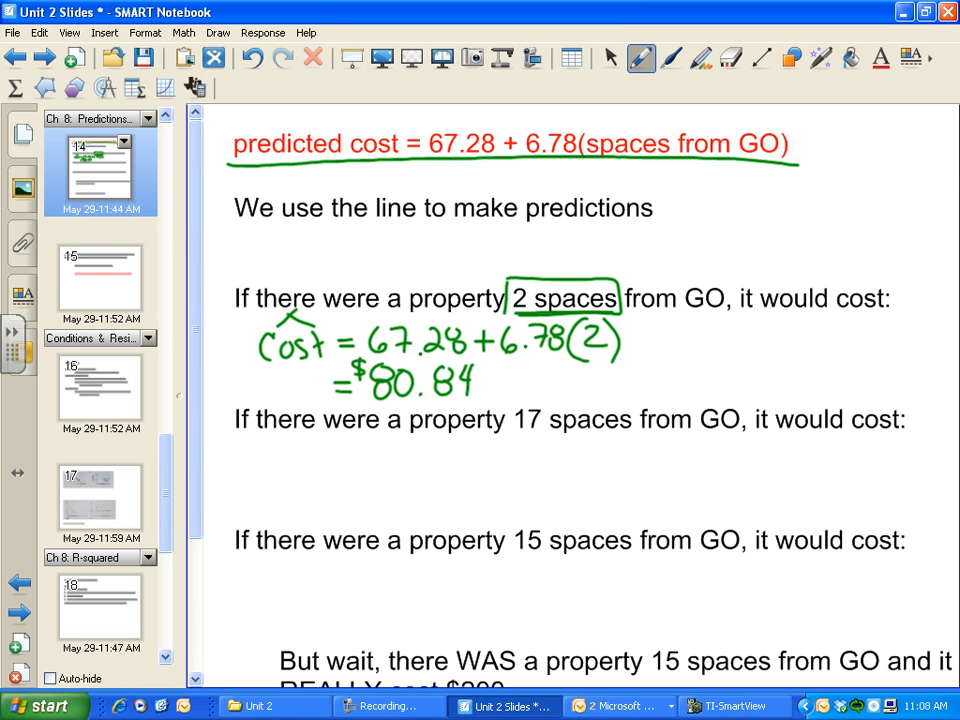 Unit 2 Slides * - SMART Notebook
File Edit View Insert Format Math Draw Response Help
Ch 8: Predictions...
14
May 29-11:44 AM
15
May 29-11:52 AM
Conditions & Resi...
16
May 29-11:52 AM
17
May 29-11:59 AM
Ch 8: R-squared
18
May 29-11:47 AM
Auto-hide
predicted cost = 67.28 + 6.78(spaces from GO)
We use the line to make predictions
If there were a property 2 spaces from GO, it would cost:
cost = 67.28 + 6.78(2)
= $80.84
If there were a property 17 spaces from GO, it would cost:
If there were a property 15 spaces from GO, it would cost:
But wait, there WAS a property 15 spaces from GO and it
REALLY cost $200
start Unit 2 Recording... Unit 2 Slides *... 2 Microsoft ... TI-SmartView 11:08 AM